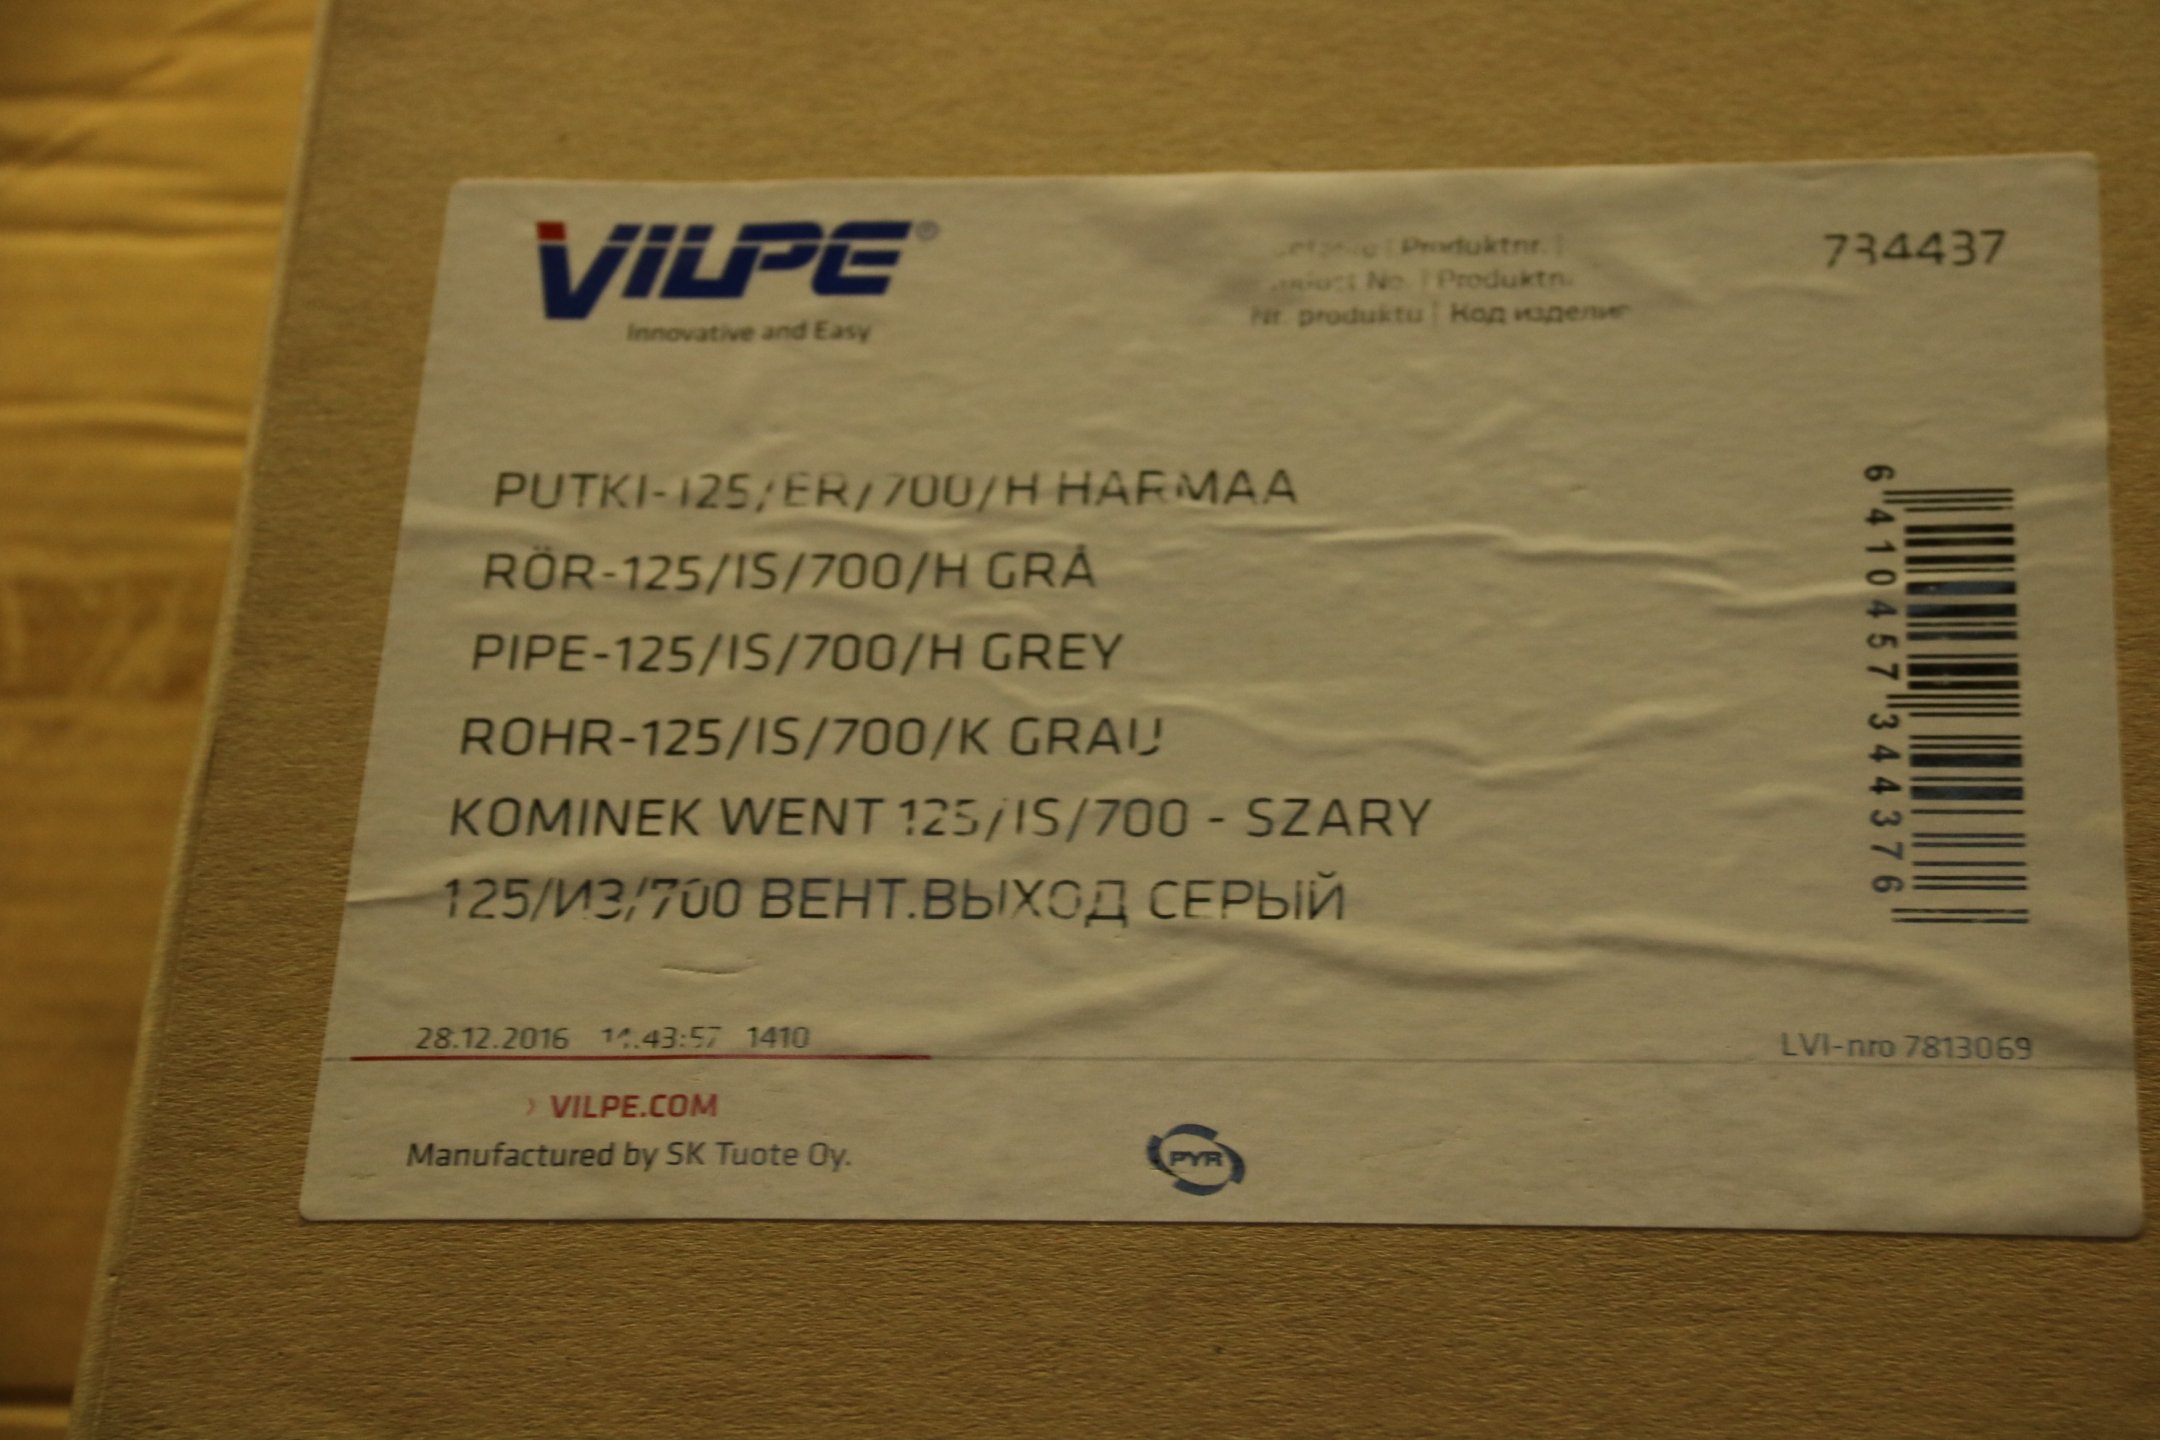 VILPE®
Innovative and Easy
Produktnr. |
No. | Produktn.
Nr. produktu | Код изделия
734437
PUTKI-125/ER/700/H HARMAA
RÖR-125/IS/700/H GRÅ
PIPE-125/IS/700/H GREY
ROHR-125/IS/700/K GRAU
KOMINEK WENT 125/IS/700 - SZARY
125/ИЗ/700 ВЕНТ.ВЫХОД СЕРЫЙ
6410457344376
28.12.2016 1410
LVI-nro 7813069
› VILPE.COM
Manufactured by SK Tuote Oy.
PYR